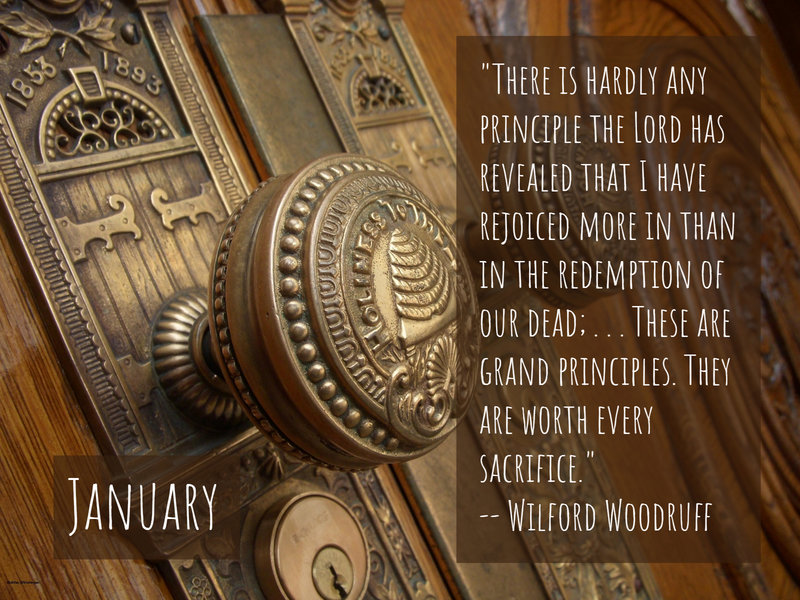 1853 1893
HOLINESS TO THE
"There is hardly any
principle the Lord has
revealed that I have
rejoiced more in than
in the redemption of
our dead; . . . These are
grand principles. They
are worth every
sacrifice."
-- Wilford Woodruff
January